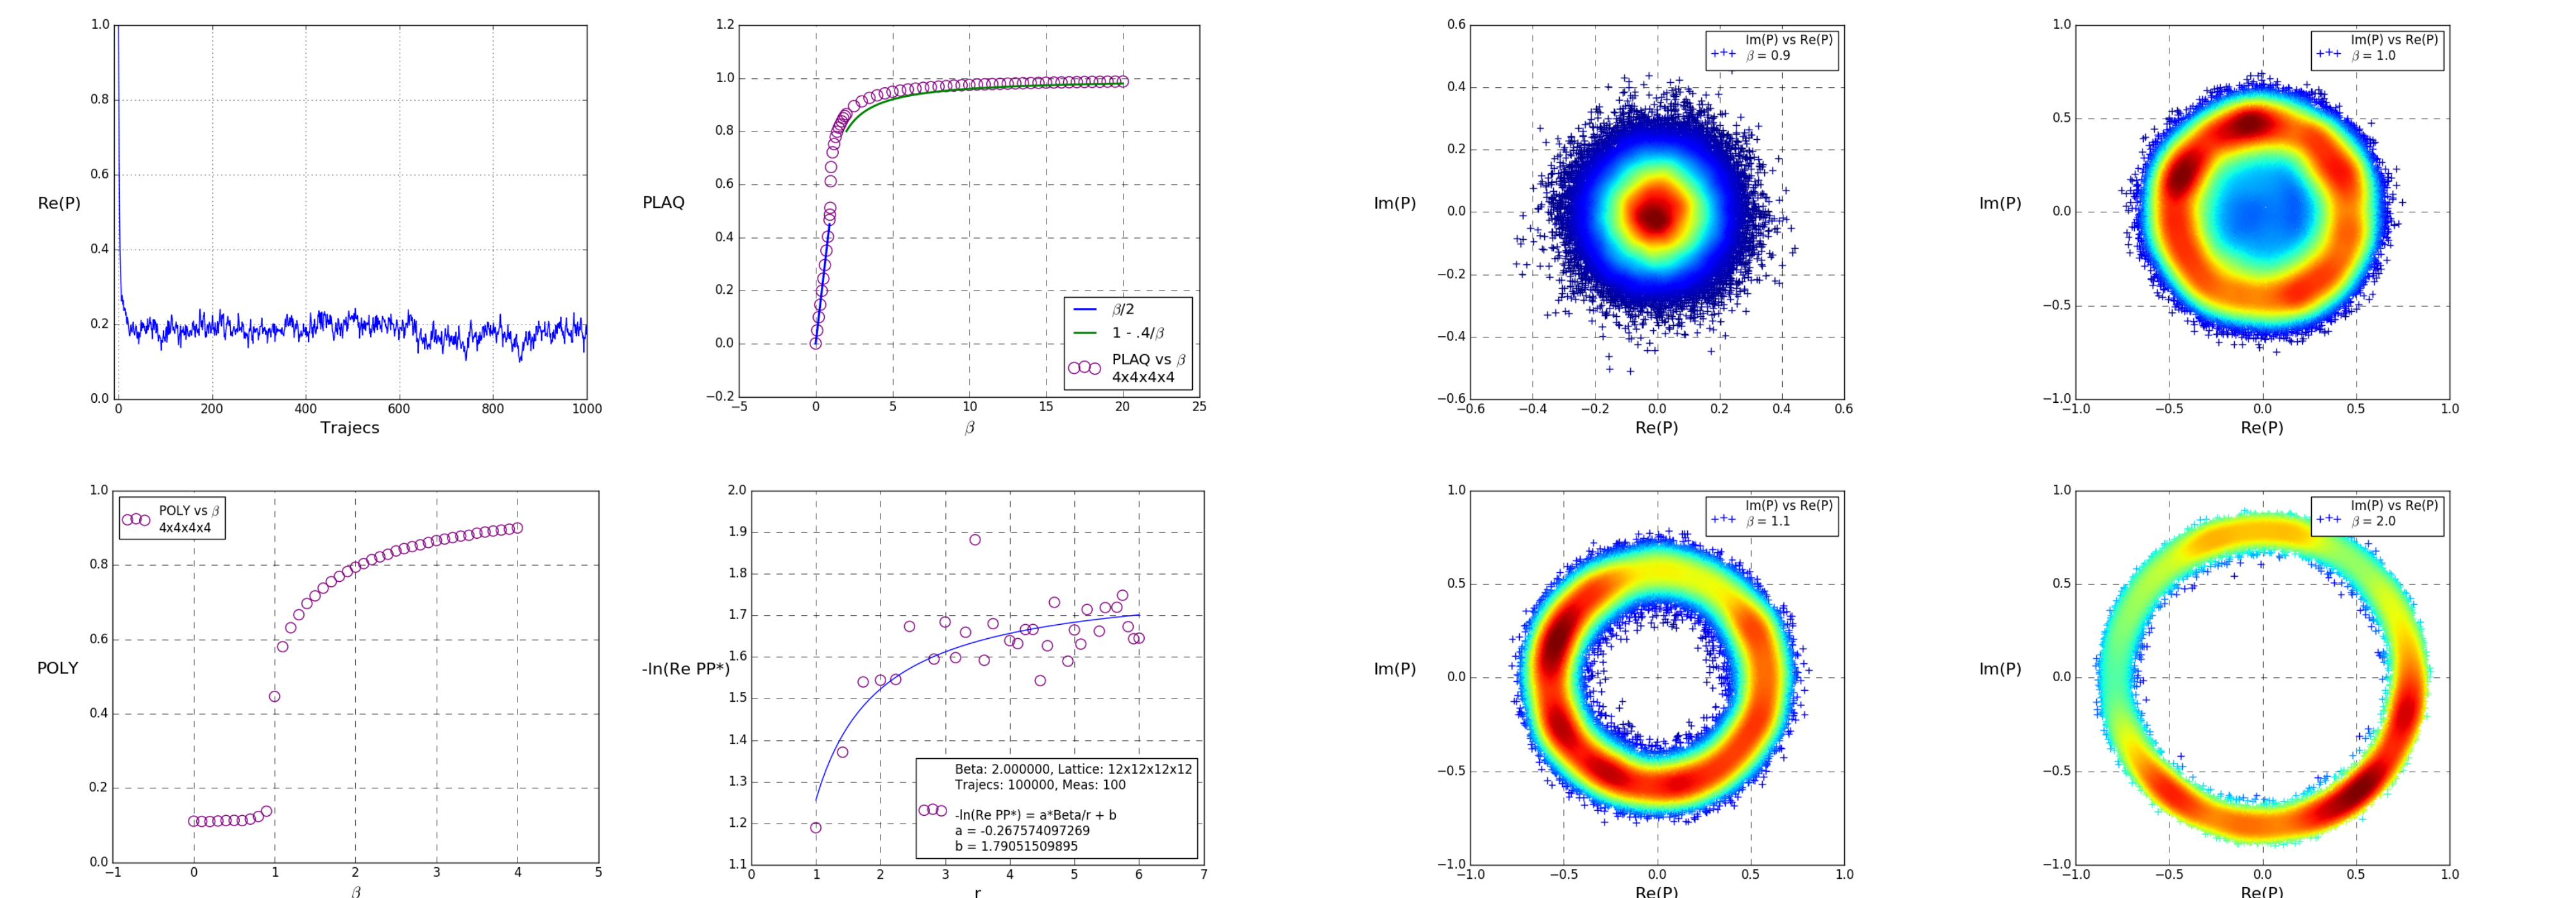 1.0
0.8
0.6
Re(P)
0.4
0.2
0.0
0 200 400 600 800 1000
Trajecs
1.2
1.0
0.8
0.6
PLAQ
0.4
0.2
0.0
−0.2
−5 0 5 10 15 20 25
β
β/2
1 - .4/β
PLAQ vs β
4x4x4x4
0.6
0.4
0.2
Im(P)
0.0
−0.2
−0.4
−0.6
−0.6 −0.4 −0.2 0.0 0.2 0.4 0.6
Re(P)
Im(P) vs Re(P)
β = 0.9
1.0
0.5
Im(P)
0.0
−0.5
−1.0
−1.0 −0.5 0.0 0.5 1.0
Re(P)
Im(P) vs Re(P)
β = 1.0
1.0
0.8
0.6
POLY
0.4
0.2
0.0
−1 0 1 2 3 4 5
β
POLY vs β
4x4x4x4
2.0
1.9
1.8
1.7
1.6
-ln(Re PP*)
1.5
1.4
1.3
1.2
1.1
0 1 2 3 4 5 6 7
r
Beta: 2.000000, Lattice: 12x12x12x12
Trajecs: 100000, Meas: 100
-ln(Re PP*) = a*Beta/r + b
a = -0.267574097269
b = 1.79051509895
1.0
0.5
Im(P)
0.0
−0.5
−1.0
−1.0 −0.5 0.0 0.5 1.0
Re(P)
Im(P) vs Re(P)
β = 1.1
1.0
0.5
Im(P)
0.0
−0.5
−1.0
−1.0 −0.5 0.0 0.5 1.0
Re(P)
Im(P) vs Re(P)
β = 2.0